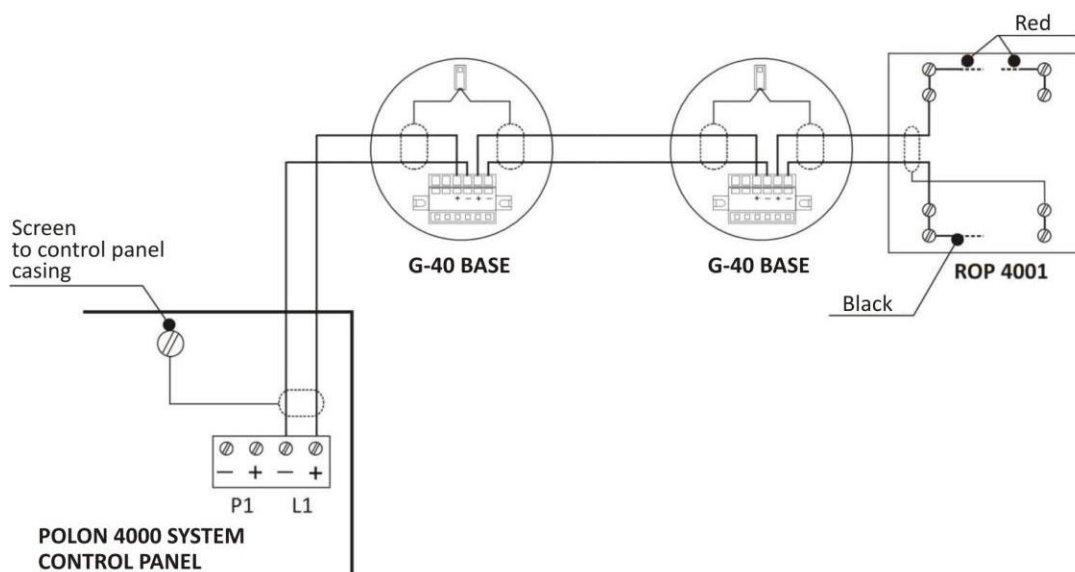 Red
G-40 BASE
G-40 BASE
ROP 4001
Black
Screen
to control panel
casing
+ − + −
+ − + −
− + − +
P1 L1
POLON 4000 SYSTEM
CONTROL PANEL